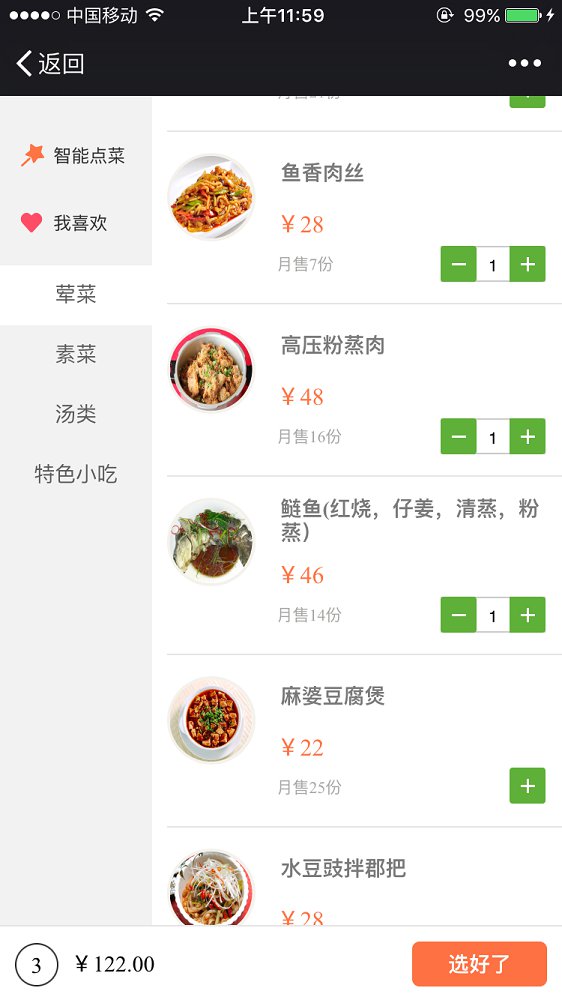 中国移动 上午11:59 99%
返回
智能点菜
我喜欢
荤菜
素菜
汤类
特色小吃
鱼香肉丝
￥28
月售7份
1
高压粉蒸肉
￥48
月售16份
1
鲢鱼(红烧，仔姜，清蒸，粉
蒸）
￥46
月售14份
1
麻婆豆腐煲
￥22
月售25份
水豆豉拌郡把
￥28
3 ￥122.00 选好了